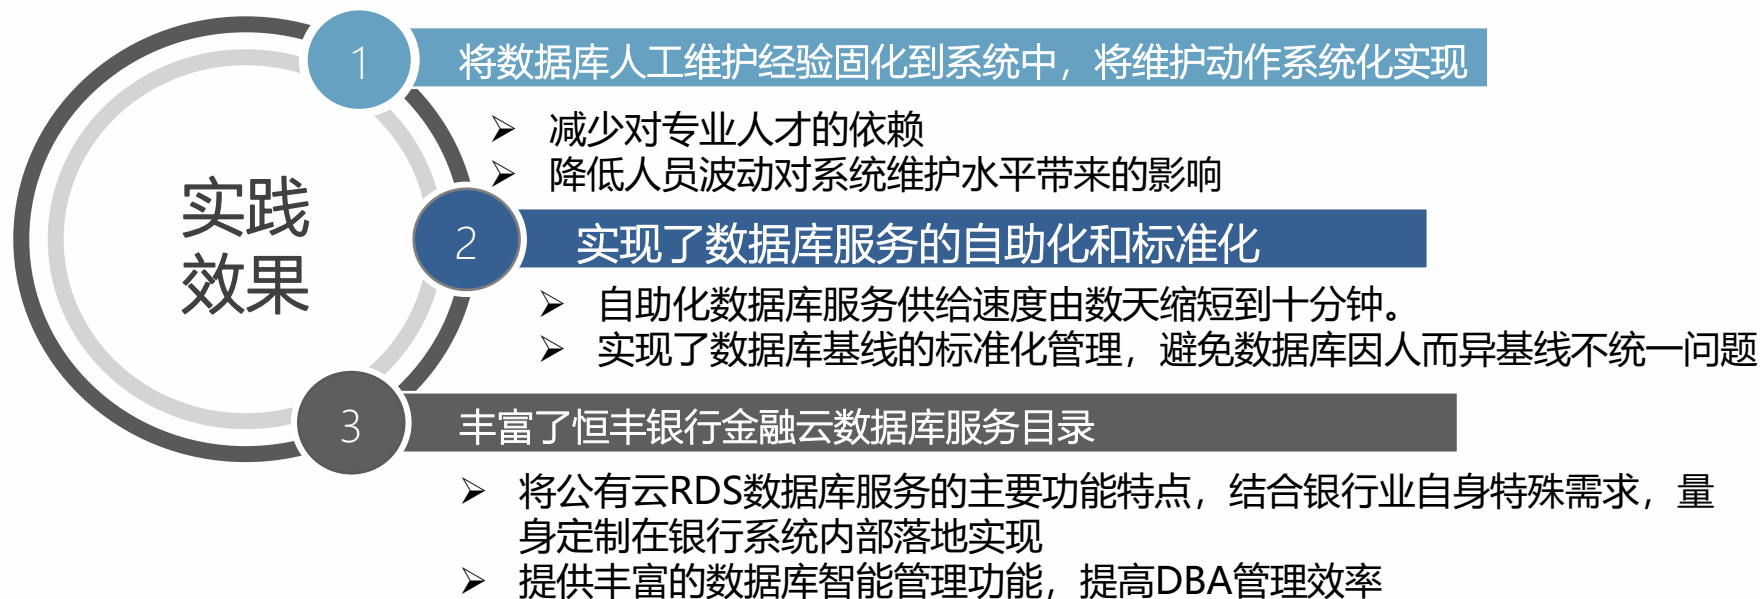 实践
效果
1
将数据库人工维护经验固化到系统中，将维护动作系统化实现
➢ 减少对专业人才的依赖
➢ 降低人员波动对系统维护水平带来的影响
2
实现了数据库服务的自助化和标准化
➢ 自助化数据库服务供给速度由数天缩短到十分钟。
➢ 实现了数据库基线的标准化管理，避免数据库因人而异基线不统一问题
3
丰富了恒丰银行金融云数据库服务目录
➢ 将公有云RDS数据库服务的主要功能特点，结合银行业自身特殊需求，量
身定制在银行系统内部落地实现
➢ 提供丰富的数据库智能管理功能，提高DBA管理效率